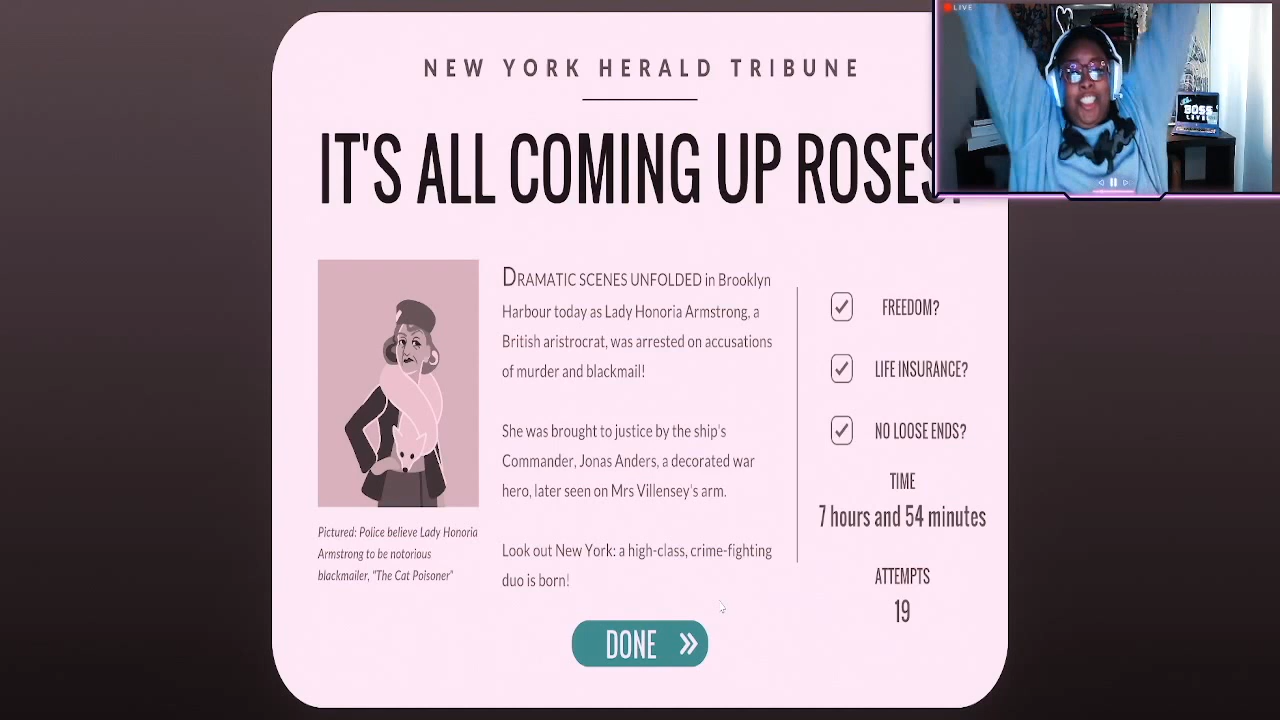 LIVE
NEW YORK HERALD TRIBUNE
IT'S ALL COMING UP ROSES!
BOSS
LEVEL
DRAMATIC SCENES UNFOLDED in Brooklyn
Harbour today as Lady Honoria Armstrong, a
British aristrocrat, was arrested on accusations
of murder and blackmail!
She was brought to justice by the ship's
Commander, Jonas Anders, a decorated war
hero, later seen on Mrs Villensey's arm.
Look out New York: a high-class, crime-fighting
duo is born!
Pictured: Police believe Lady Honoria
Armstrong to be notorious
blackmailer, "The Cat Poisoner"
FREEDOM?
LIFE INSURANCE?
NO LOOSE ENDS?
TIME
7 hours and 54 minutes
ATTEMPTS
19
DONE